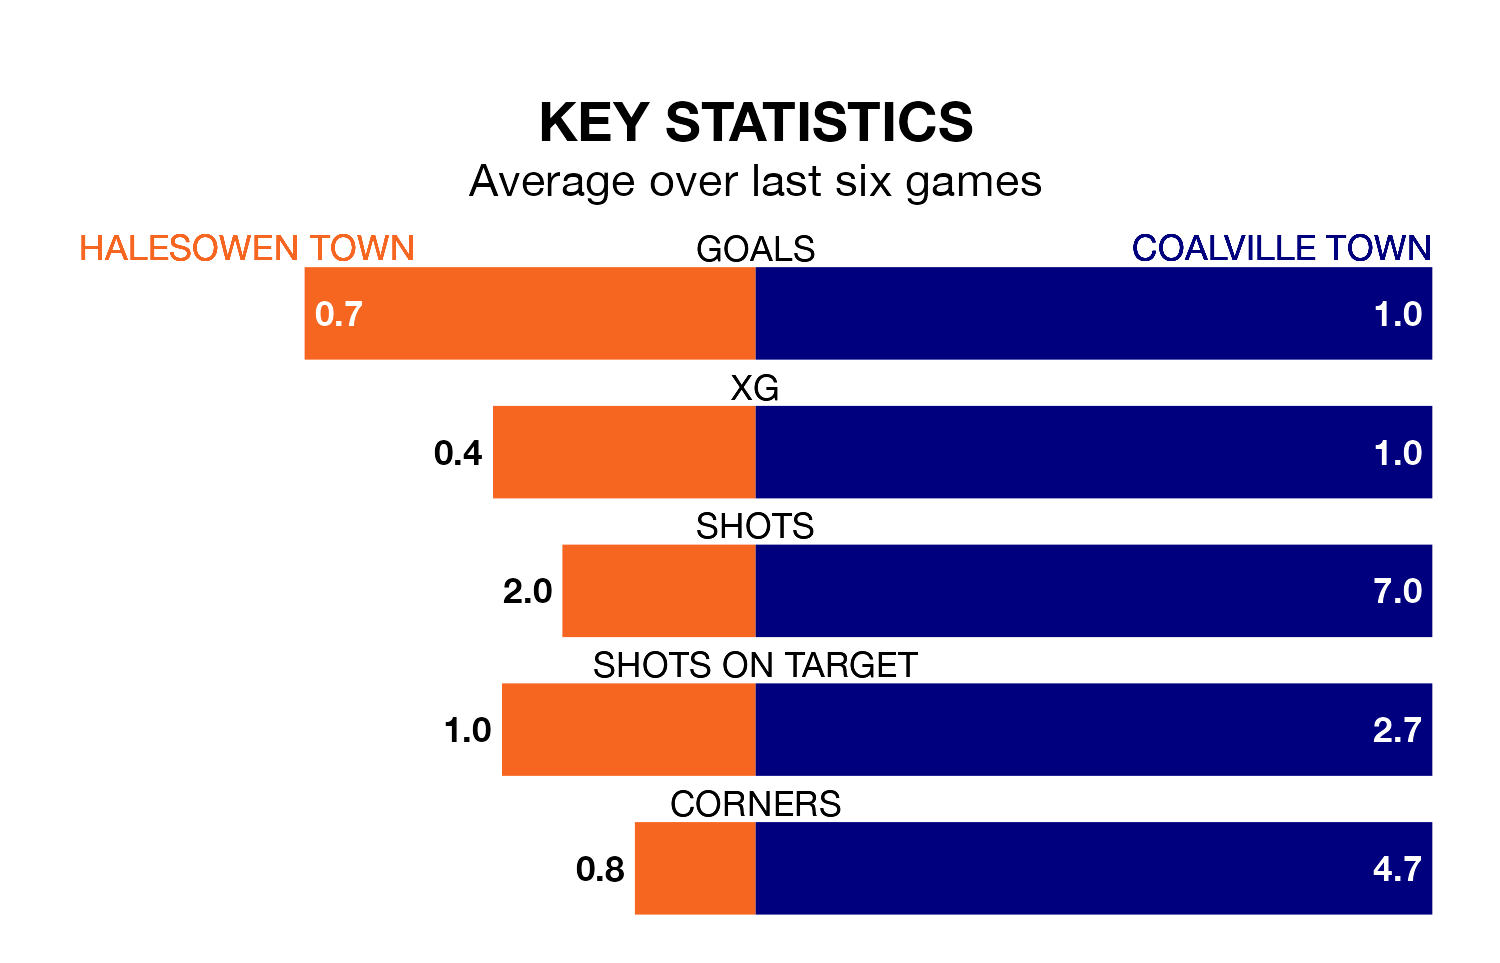 KEY STATISTICS
Average over last six games
HALESOWEN TOWN GOALS COALVILLE TOWN
0.7 1.0
XG
0.4 1.0
SHOTS
2.0 7.0
SHOTS ON TARGET
1.0 2.7
CORNERS
0.8 4.7